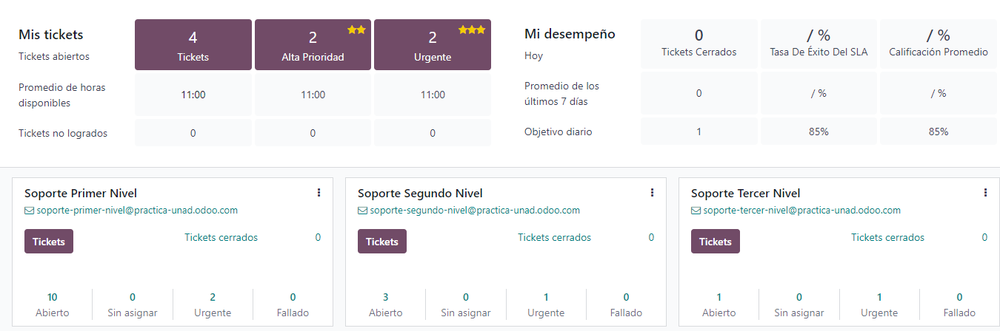 Mis tickets
Tickets abiertos
4
Tickets
2
Alta Prioridad
2
Urgente
Promedio de horas
disponibles
11:00
11:00
11:00
Tickets no logrados
0
0
0
Mi desempeño
Hoy
0
Tickets Cerrados
/ %
Tasa De Éxito Del SLA
/ %
Calificación Promedio
Promedio de los
últimos 7 días
0
/ %
/ %
Objetivo diario
1
85%
85%
Soporte Primer Nivel
soporte-primer-nivel@practica-unad.odoo.com
Tickets
Tickets cerrados
0
10
Abierto
0
Sin asignar
2
Urgente
0
Fallado
Soporte Segundo Nivel
soporte-segundo-nivel@practica-unad.odoo.com
Tickets
Tickets cerrados
0
3
Abierto
0
Sin asignar
1
Urgente
0
Fallado
Soporte Tercer Nivel
soporte-tercer-nivel@practica-unad.odoo.com
Tickets
Tickets cerrados
0
1
Abierto
0
Sin asignar
1
Urgente
0
Fallado